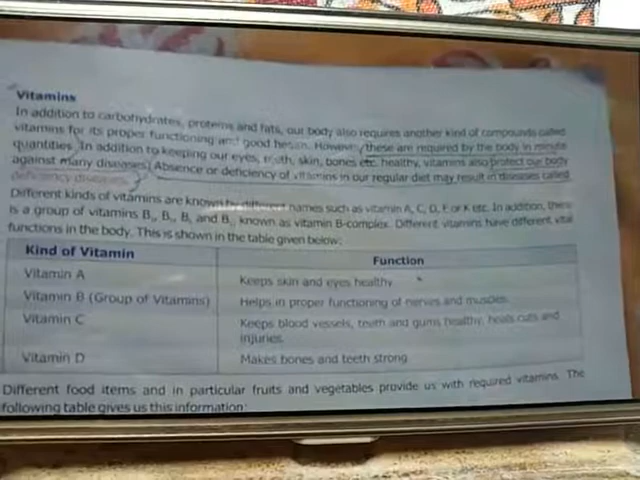 Vitamins
In addition to carbohydrates, proteins and fats, our body also requires another kind of compounds called
vitamins for its proper functioning and good health. However, these are required by the body in minute
quantities. In addition to keeping our eyes, teeth, skin, bones etc. healthy, vitamins also protect our body
against many diseases. Absence or deficiency of vitamins in our regular diet may result in diseases called
deficiency diseases.
Different kinds of vitamins are known by different names such as vitamin A, C, D, E or K etc. In addition, there
is a group of vitamins B, B, B and B, known as vitamin B-complex. Different vitamins have different vital
functions in the body. This is shown in the table given below:
Kind of Vitamin Function
Vitamin A Keeps skin and eyes healthy
Vitamin B (Group of Vitamins) Helps in proper functioning of nerves and muscles
Vitamin C Keeps blood vessels, teeth and gums healthy, heals cuts and
injuries
Vitamin D Makes bones and teeth strong
Different food items and in particular fruits and vegetables provide us with required vitamins. The
following table gives us this information: